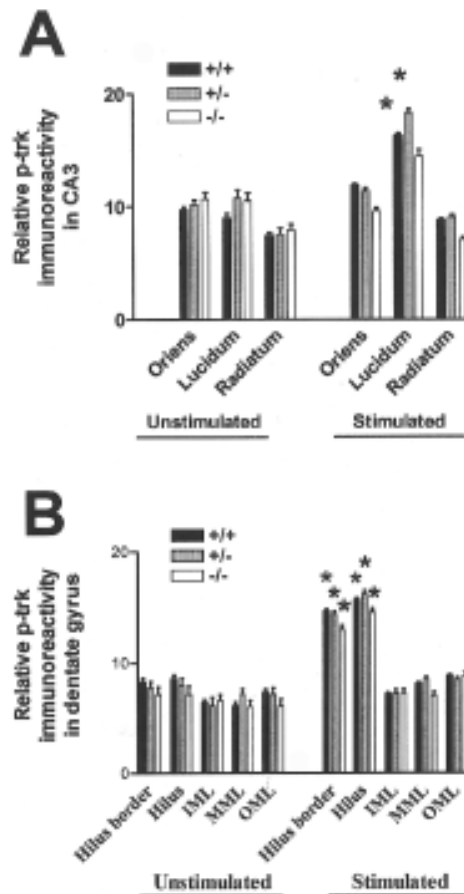 A
Relative p-trk
immunoreactivity
in CA3
20
10
0
+/+
+/-
-/-
* *
Oriens Lucidum Radiatum Oriens Lucidum Radiatum
Unstimulated Stimulated
B
Relative p-trk
immunoreactivity
in dentate gyrus
20
10
0
+/+
+/-
-/-
* * * * * *
Hilus border Hilus IML MML OML Hilus border Hilus IML MML OML
Unstimulated Stimulated